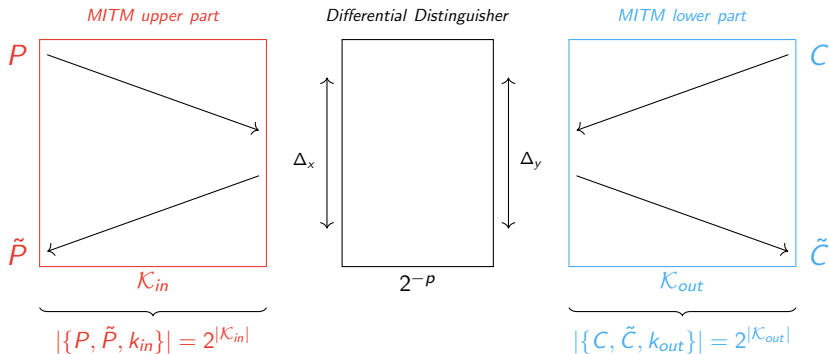 MITM upper part
Differential Distinguisher
MITM lower part
P
C
Δ_x
Δ_y
P̃
C̃
𝒦_in
2^{−p}
𝒦_out
|{P, P̃, k_in}| = 2^{|𝒦_in|}
|{C, C̃, k_out}| = 2^{|𝒦_out|}